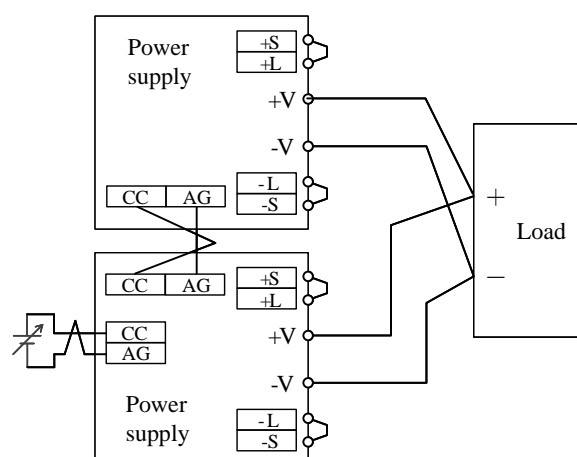 Power
supply
+S
+L
+V
-V
-L
-S
CC AG
Load
+
−
CC AG
+S
+L
CC
AG
+V
-V
Power
supply
-L
-S